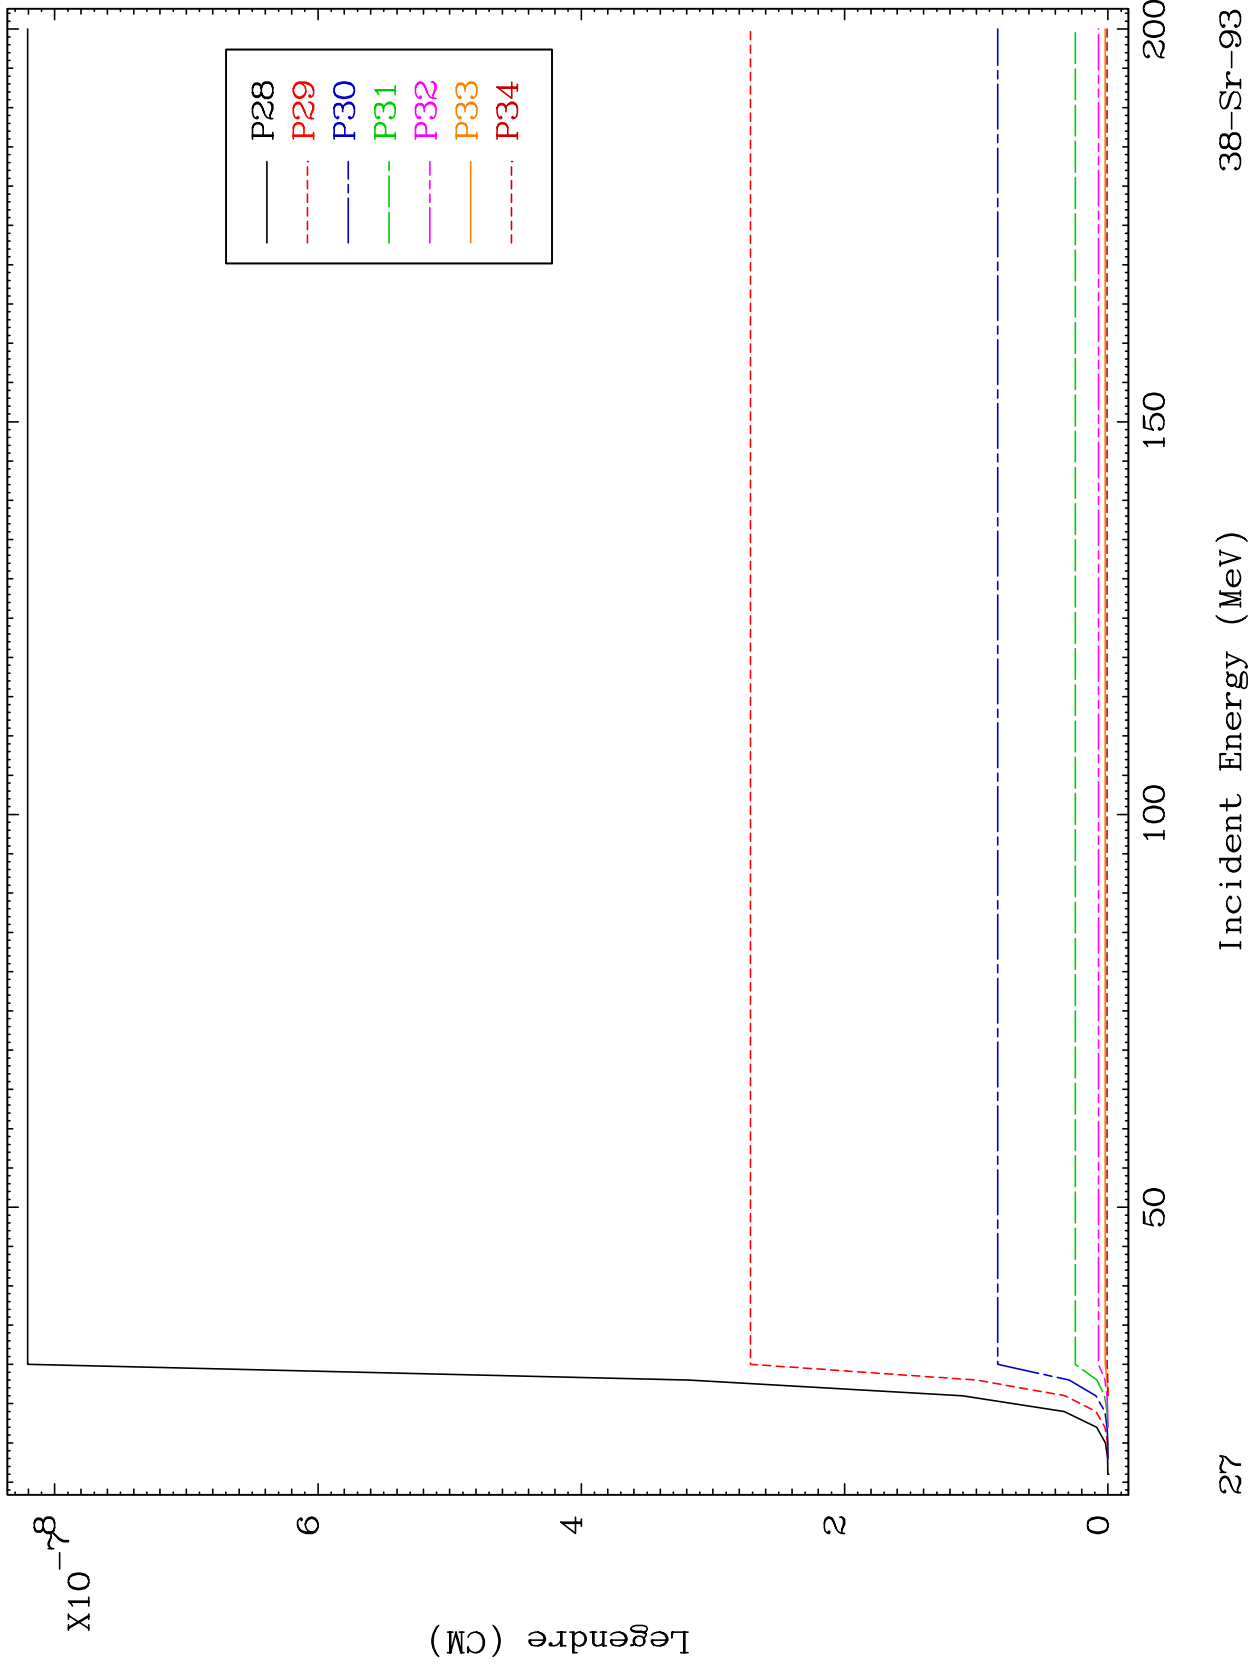 X10-7
8
6
4
2
0
Legendre (CM)
P28
P29
P30
P31
P32
P33
P34
50
100
150
200
27
Incident Energy (MeV)
38-Sr-93